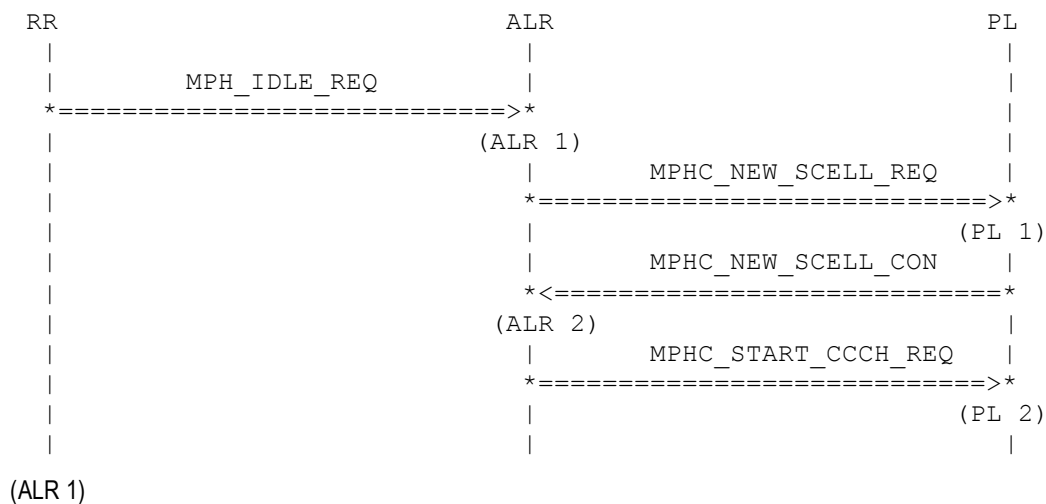 RR ALR PL
| | |
| MPH_IDLE_REQ | |
*============================>* |
| (ALR 1) |
| | MPHC_NEW_SCELL_REQ |
| *============================>*
| | (PL 1)
| | MPHC_NEW_SCELL_CON |
| *<============================*
| (ALR 2) |
| | MPHC_START_CCCH_REQ |
| *============================>*
| | (PL 2)
| | |
(ALR 1)